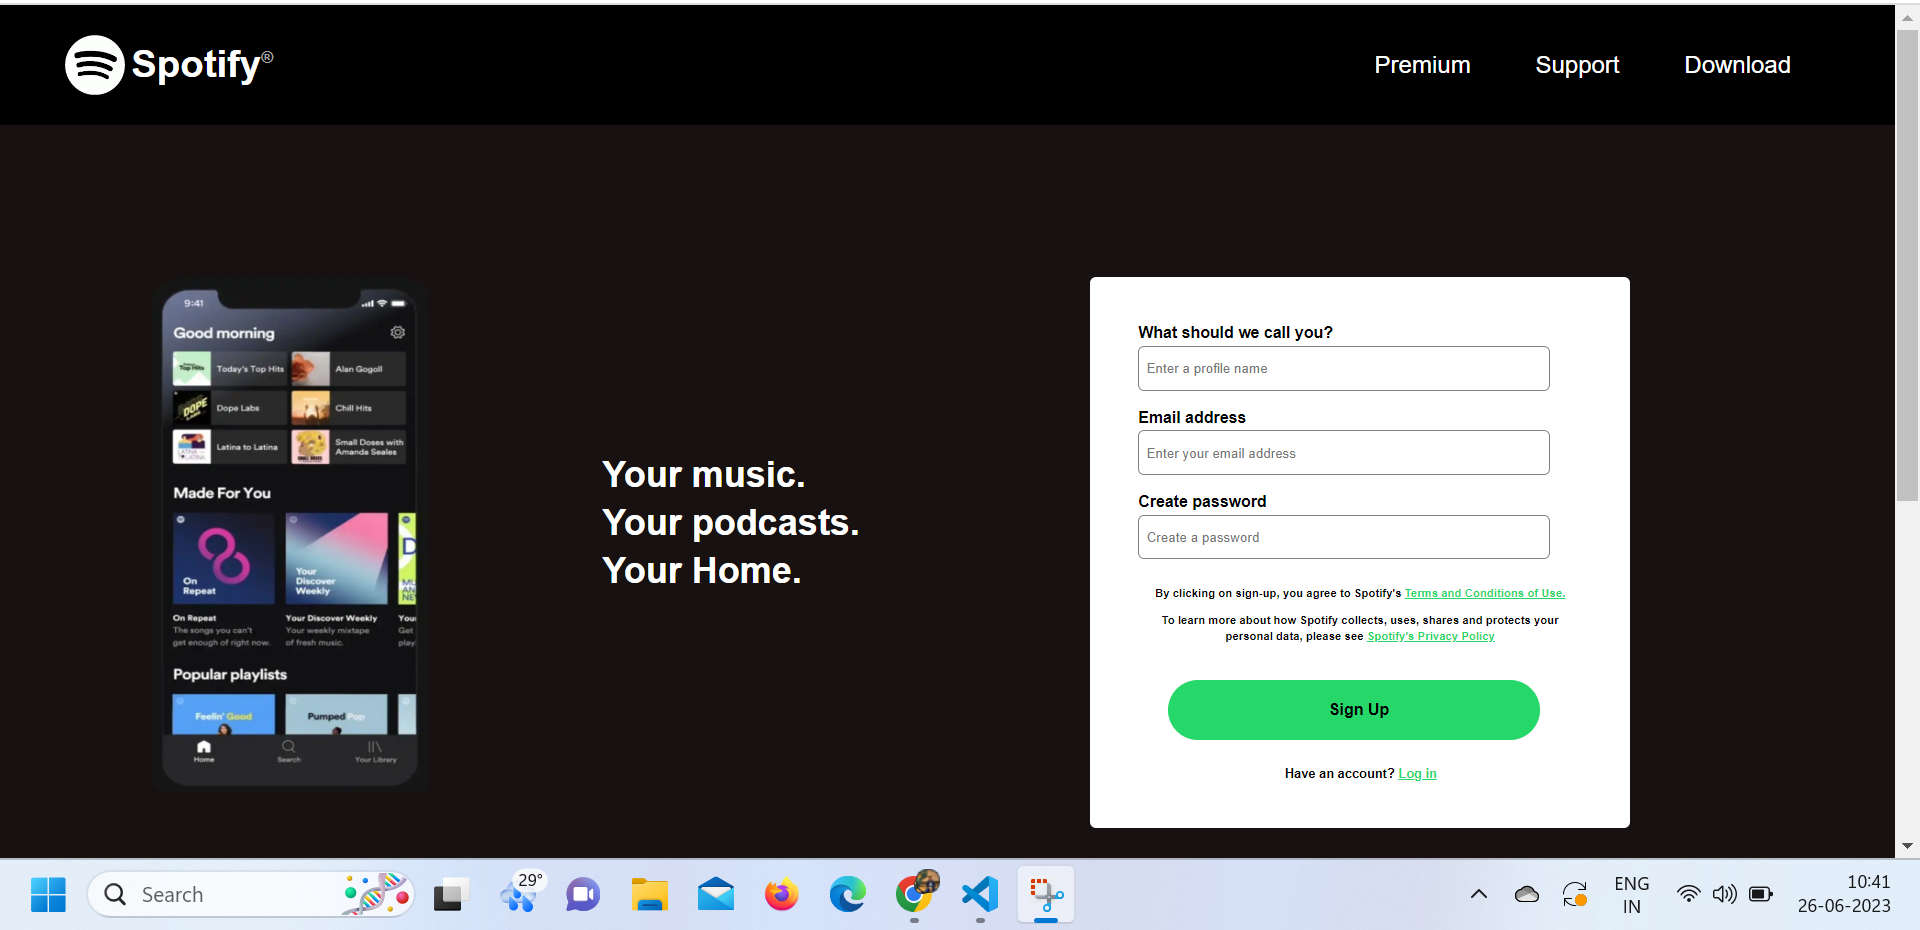 Spotify®
Premium Support Download
9:41
Good morning
Top Hits Today's Top Hits Alan Gogoll
DOPE Dope Labs Chill Hits
Latina to Latina Small Doses with
Amanda Seales
Made For You
On
Repeat
Your
Discover
Weekly
On Repeat Your Discover Weekly You
The songs you can't Your weekly mixtape Get
get enough of right now. of fresh music. play
Popular playlists
Feelin' Good Pumped Pop
Home Search Your Library
Your music.
Your podcasts.
Your Home.
What should we call you?
Enter a profile name
Email address
Enter your email address
Create password
Create a password
By clicking on sign-up, you agree to Spotify's Terms and Conditions of Use.
To learn more about how Spotify collects, uses, shares and protects your
personal data, please see Spotify's Privacy Policy
Sign Up
Have an account? Log in
Search
29°
ENG
IN
10:41
26-06-2023